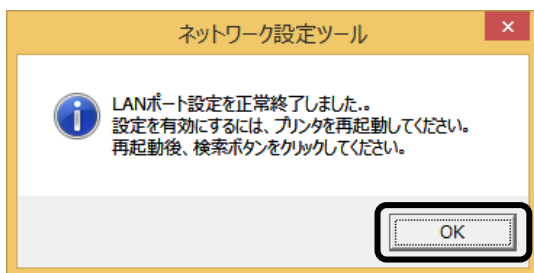 ネットワーク設定ツール
LANポート設定を正常終了しました.。
設定を有効にするには、プリンタを再起動してください。
再起動後、検索ボタンをクリックしてください。
OK